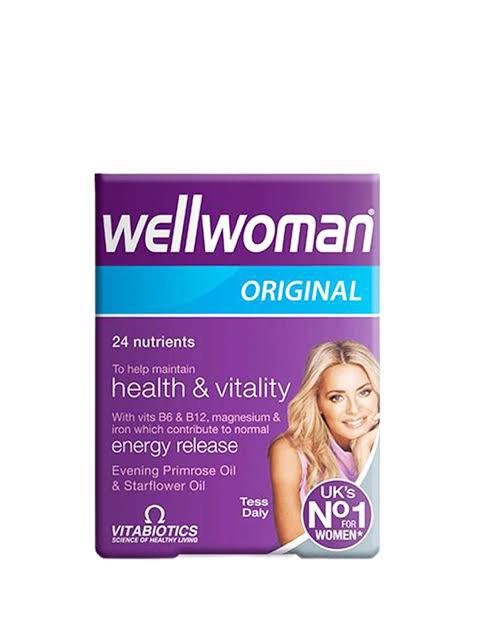 wellwoman®
ORIGINAL
24 nutrients
To help maintain
health & vitality
With vits B6 & B12, magnesium &
iron which contribute to normal
energy release
Evening Primrose Oil
& Starflower Oil
Tess
Daly
UK's
No1
FOR
WOMEN*
VITABIOTICS
SCIENCE OF HEALTHY LIVING